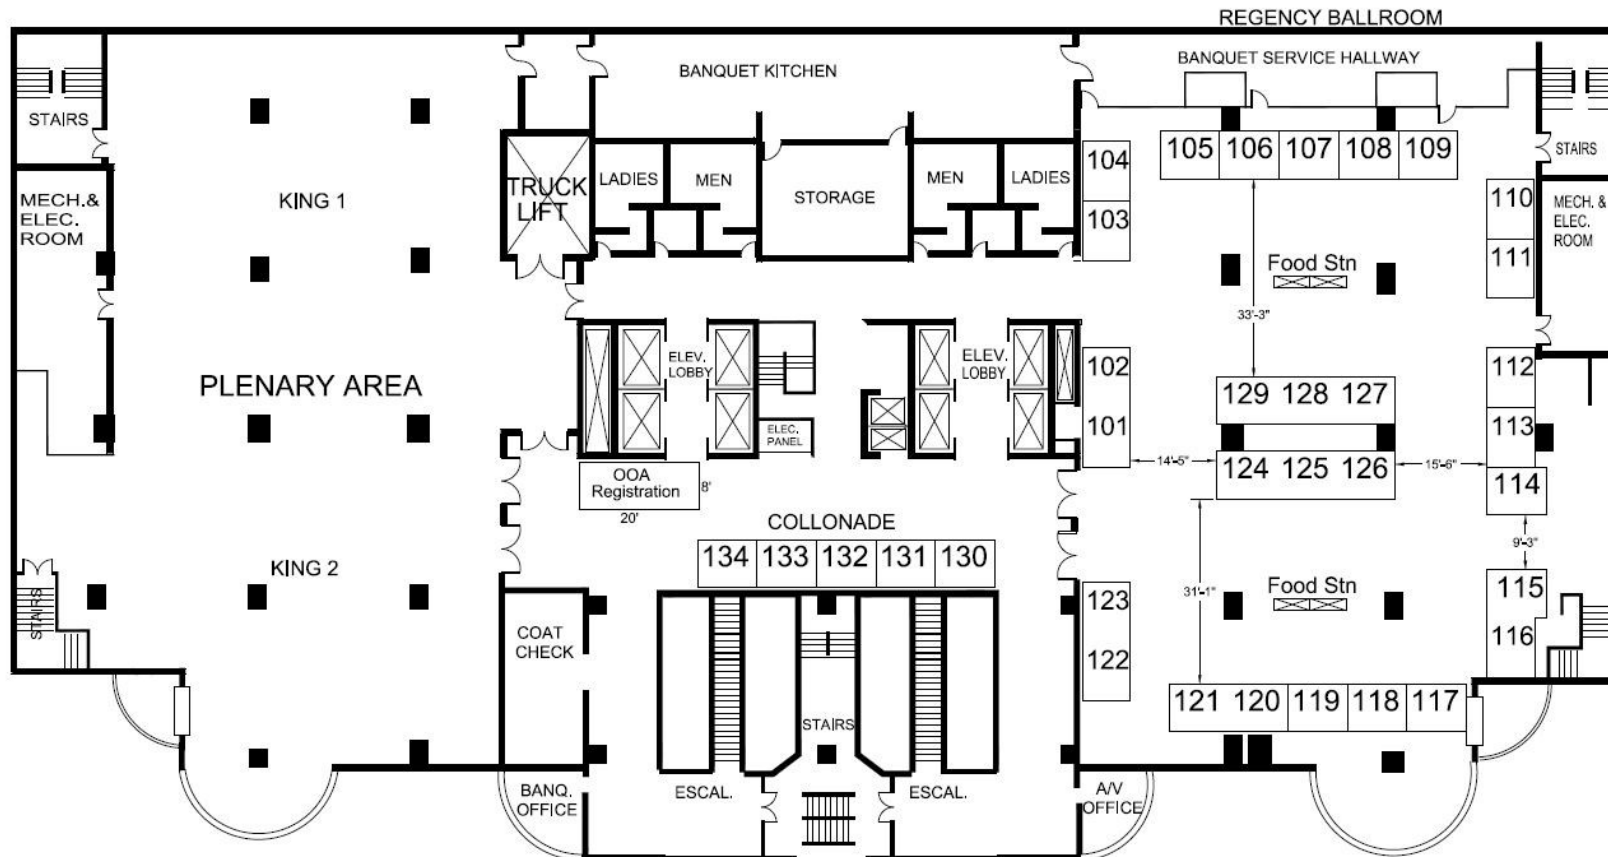 REGENCY BALLROOM
BANQUET SERVICE HALLWAY
BANQUET KITCHEN
STAIRS
KING 1
MECH.&
ELEC.
ROOM
TRUCK
LIFT
LADIES
MEN
STORAGE
MEN
LADIES
104
103
105 106 107 108 109
STAIRS
110
111
MECH. &
ELEC.
ROOM
Food Stn
33'-3"
PLENARY AREA
ELEV.
LOBBY
ELEC.
PANEL
ELEV.
LOBBY
102
101
129 128 127
124 125 126
14'-5"
15'-6"
112
113
114
9'-3"
OOA
Registration
8'
20'
COLLONADE
134 133 132 131 130
KING 2
STAIRS
COAT
CHECK
STAIRS
123
122
31'-1"
Food Stn
115
116
121 120 119 118 117
BANQ.
OFFICE
ESCAL.
ESCAL.
A/V
OFFICE